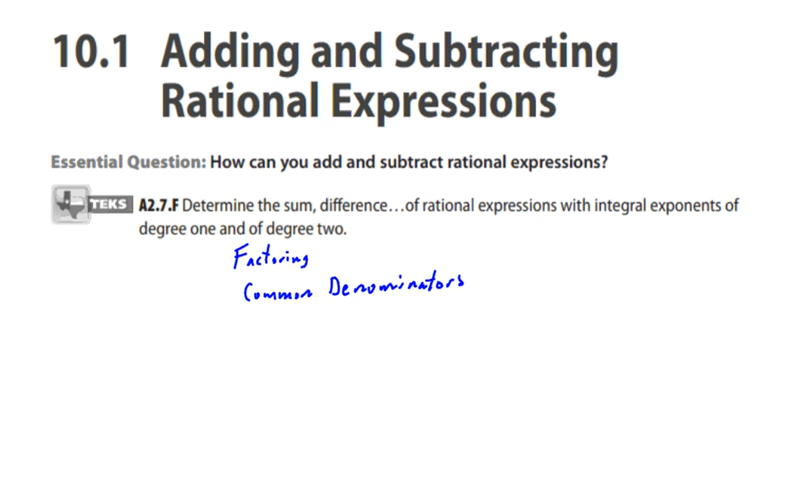 10.1 Adding and Subtracting
Rational Expressions
Essential Question: How can you add and subtract rational expressions?
TEKS A2.7.F Determine the sum, difference…of rational expressions with integral exponents of
degree one and of degree two.
Factoring
Common Denominators